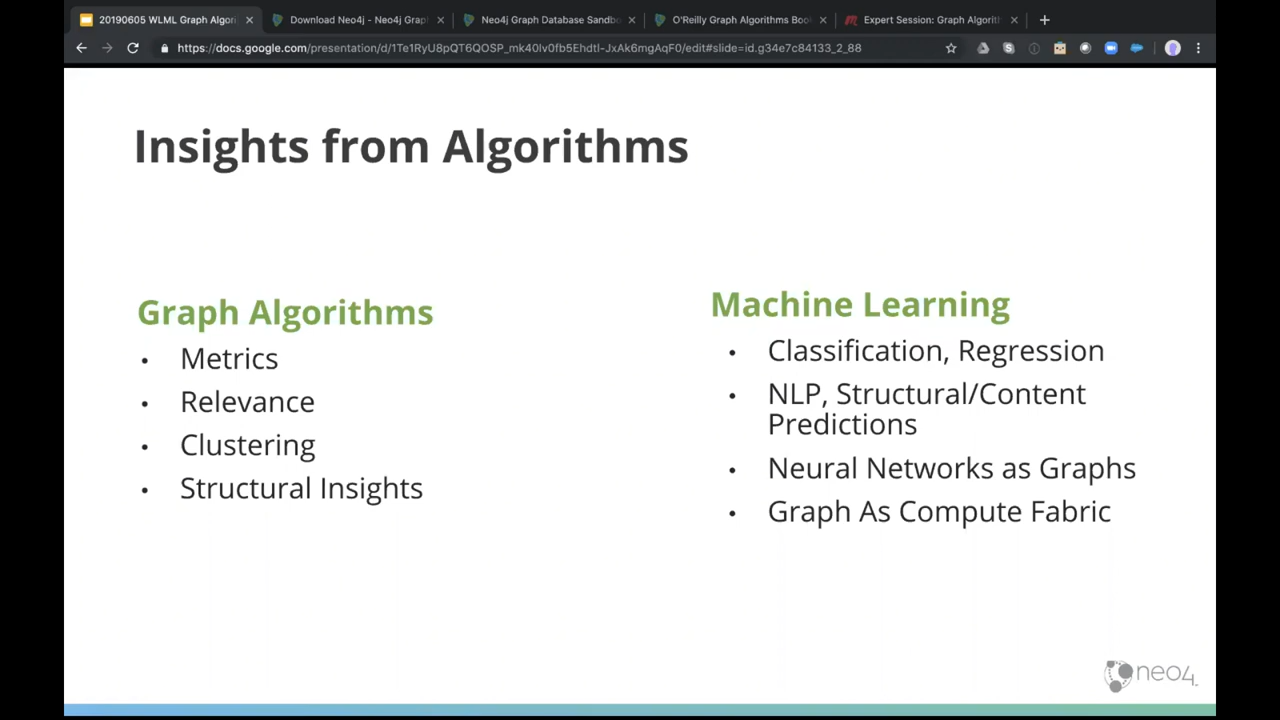 20190605 WLML Graph Algori
Download Neo4j - Neo4j Grap
Neo4j Graph Database Sandbo
O'Reilly Graph Algorithms Boo
Expert Session: Graph Algorith
https://docs.google.com/presentation/d/1Te1RyU8pQT6QOSP_mk40lv0fb5Ehdtl-JxAk6mgAqF0/edit#slide=id.g34e7c84133_2_88
Insights from Algorithms
Graph Algorithms
• Metrics
• Relevance
• Clustering
• Structural Insights
Machine Learning
• Classification, Regression
• NLP, Structural/Content
Predictions
• Neural Networks as Graphs
• Graph As Compute Fabric
neo4j